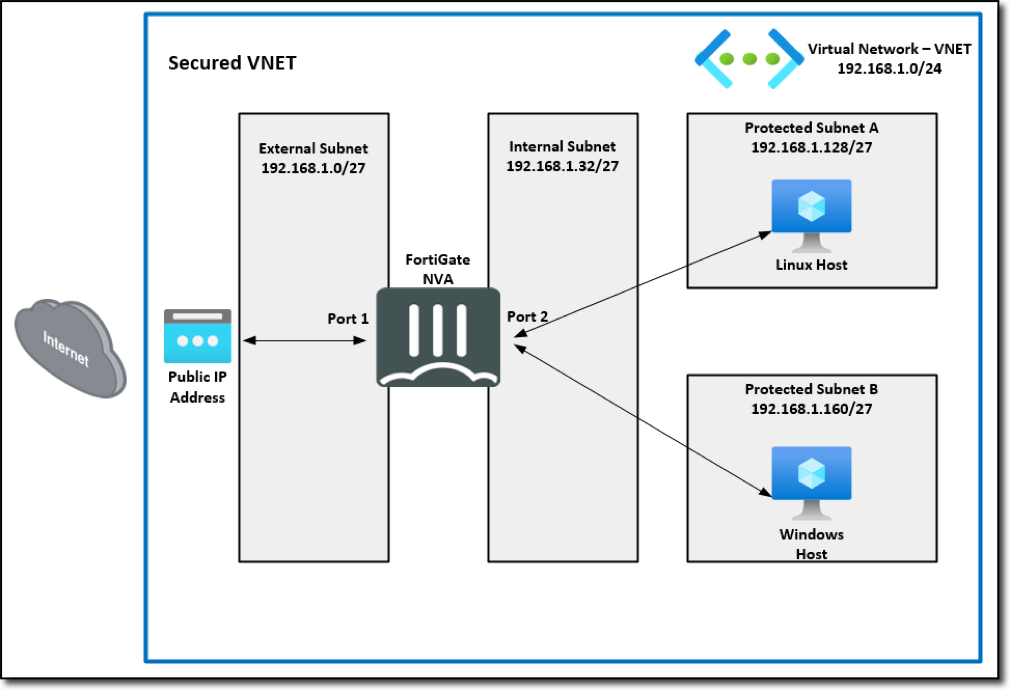 Secured VNET
Virtual Network – VNET
192.168.1.0/24
External Subnet
192.168.1.0/27
Internal Subnet
192.168.1.32/27
Protected Subnet A
192.168.1.128/27
Linux Host
FortiGate
NVA
Port 1
Port 2
Internet
Public IP
Address
Protected Subnet B
192.168.1.160/27
Windows
Host